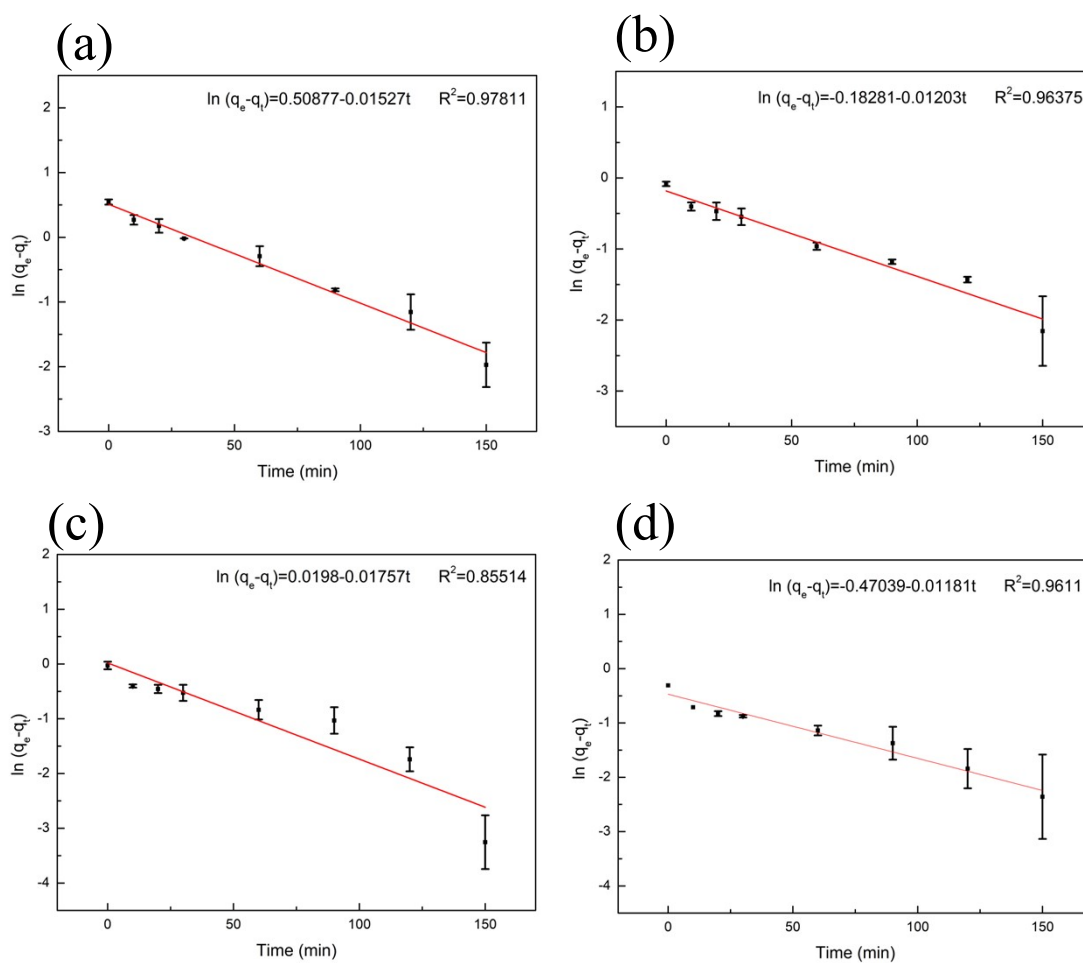 (a)
ln (qe-qt)=0.50877-0.01527t R2=0.97811
2
1
0
-1
-2
-3
ln (qe-qt)
0 50 100 150
Time (min)
(b)
ln (qe-qt)=-0.18281-0.01203t R2=0.96375
1
0
-1
-2
-3
ln (qe-qt)
0 50 100 150
Time (min)
(c)
ln (qe-qt)=0.0198-0.01757t R2=0.85514
2
1
0
-1
-2
-3
-4
ln (qe-qt)
0 50 100 150
Time (min)
(d)
ln (qe-qt)=-0.47039-0.01181t R2=0.9611
2
1
0
-1
-2
-3
-4
ln (qe-qt)
0 50 100 150
Time (min)